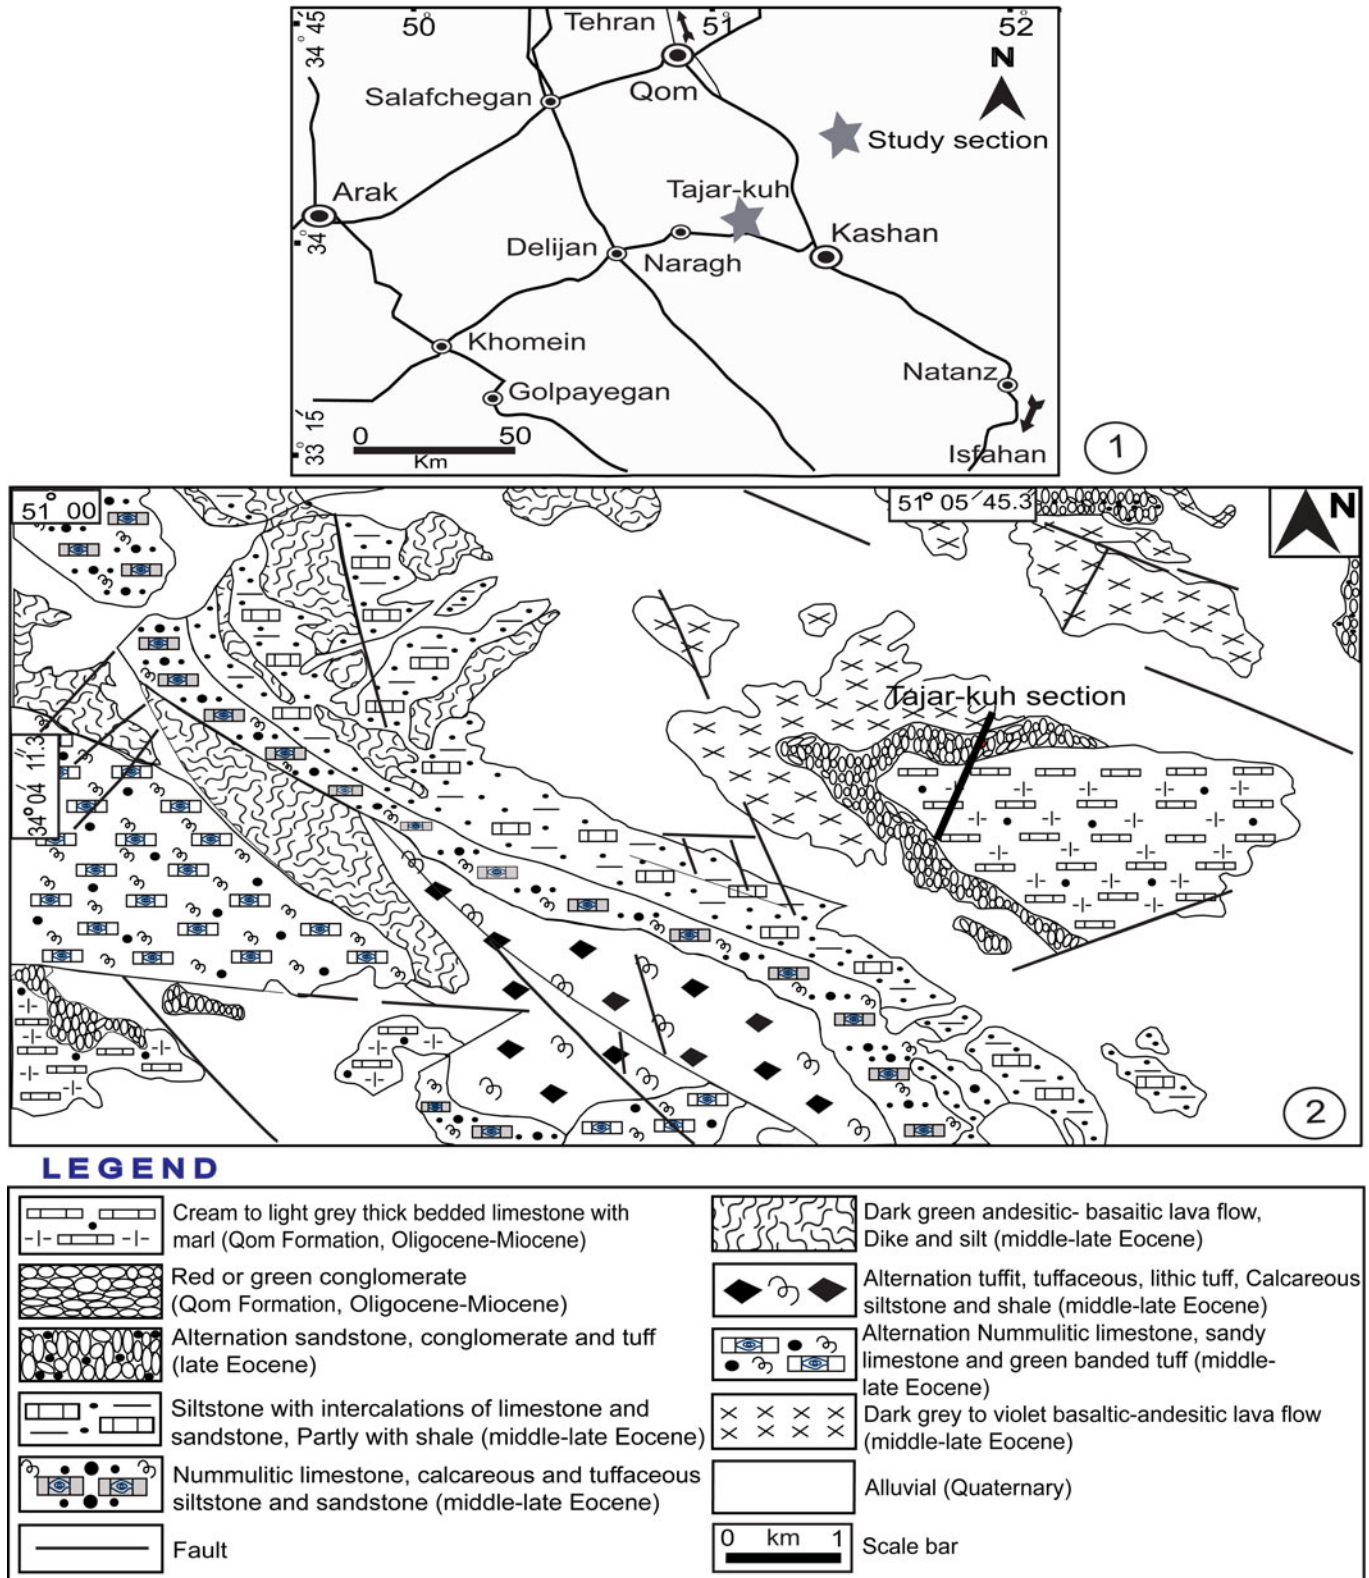 Tehran
50°
51°
52°
34° 45′
N
Salafchegan
Qom
Study section
Arak
Tajar-kuh
34°
Delijan
Naragh
Kashan
Khomein
Golpayegan
Natanz
33° 15′
0 50
Km
Isfahan
1
51° 00
51° 05′ 45.3
N
Tajar-kuh section
34° 04′ 11.3
2
LEGEND
Cream to light grey thick bedded limestone with
marl (Qom Formation, Oligocene-Miocene)
Red or green conglomerate
(Qom Formation, Oligocene-Miocene)
Alternation sandstone, conglomerate and tuff
(late Eocene)
Siltstone with intercalations of limestone and
sandstone, Partly with shale (middle-late Eocene)
Nummulitic limestone, calcareous and tuffaceous
siltstone and sandstone (middle-late Eocene)
Fault
Dark green andesitic- basaitic lava flow,
Dike and silt (middle-late Eocene)
Alternation tuffit, tuffaceous, lithic tuff, Calcareous
siltstone and shale (middle-late Eocene)
Alternation Nummulitic limestone, sandy
limestone and green banded tuff (middle-
late Eocene)
Dark grey to violet basaltic-andesitic lava flow
(middle-late Eocene)
Alluvial (Quaternary)
0 km 1
Scale bar